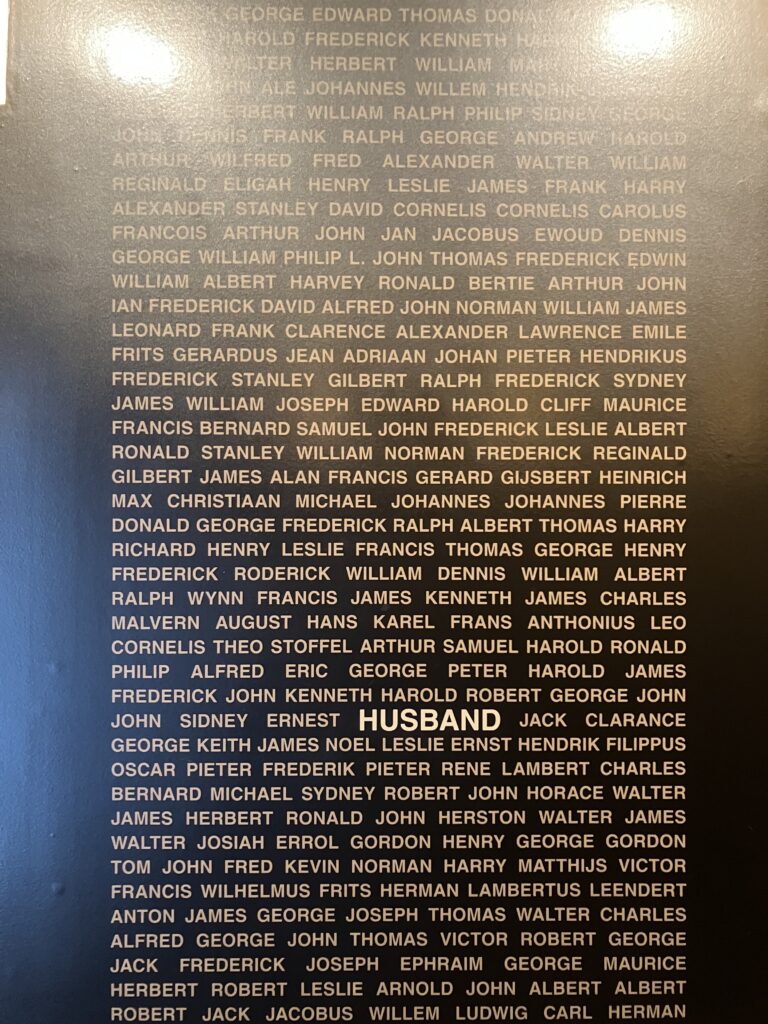 GEORGE EDWARD THOMAS
HAROLD FREDERICK KENNETH
WALTER HERBERT WILLIAM
ALE JOHANNES WILLEM HENDRIK
HERBERT WILLIAM RALPH PHILIP SIDNEY GEORGE
JOHN DENNIS FRANK RALPH GEORGE ANDREW HAROLD
ARTHUR WILFRED FRED ALEXANDER WALTER WILLIAM
REGINALD ELIGAH HENRY LESLIE JAMES FRANK HARRY
ALEXANDER STANLEY DAVID CORNELIS CORNELIS CAROLUS
FRANCOIS ARTHUR JOHN JAN JACOBUS EWOUD DENNIS
GEORGE WILLIAM PHILIP L. JOHN THOMAS FREDERICK EDWIN
WILLIAM ALBERT HARVEY RONALD BERTIE ARTHUR JOHN
IAN FREDERICK DAVID ALFRED JOHN NORMAN WILLIAM JAMES
LEONARD FRANK CLARENCE ALEXANDER LAWRENCE EMILE
FRITS GERARDUS JEAN ADRIAAN JOHAN PIETER HENDRIKUS
FREDERICK STANLEY GILBERT RALPH FREDERICK SYDNEY
JAMES WILLIAM JOSEPH EDWARD HAROLD CLIFF MAURICE
FRANCIS BERNARD SAMUEL JOHN FREDERICK LESLIE ALBERT
RONALD STANLEY WILLIAM NORMAN FREDERICK REGINALD
GILBERT JAMES ALAN FRANCIS GERARD GIJSBERT HEINRICH
MAX CHRISTIAAN MICHAEL JOHANNES JOHANNES PIERRE
DONALD GEORGE FREDERICK RALPH ALBERT THOMAS HARRY
RICHARD HENRY LESLIE FRANCIS THOMAS GEORGE HENRY
FREDERICK RODERICK WILLIAM DENNIS WILLIAM ALBERT
RALPH WYNN FRANCIS JAMES KENNETH JAMES CHARLES
MALVERN AUGUST HANS KAREL FRANS ANTHONIUS LEO
CORNELIS THEO STOFFEL ARTHUR SAMUEL HAROLD RONALD
PHILIP ALFRED ERIC GEORGE PETER HAROLD JAMES
FREDERICK JOHN KENNETH HAROLD ROBERT GEORGE JOHN
JOHN SIDNEY ERNEST HUSBAND JACK CLARANCE
GEORGE KEITH JAMES NOEL LESLIE ERNST HENDRIK FILIPPUS
OSCAR PIETER FREDERIK PIETER RENE LAMBERT CHARLES
BERNARD MICHAEL SYDNEY ROBERT JOHN HORACE WALTER
JAMES HERBERT RONALD JOHN HERSTON WALTER JAMES
WALTER JOSIAH ERROL GORDON HENRY GEORGE GORDON
TOM JOHN FRED KEVIN NORMAN HARRY MATTHIJS VICTOR
FRANCIS WILHELMUS FRITS HERMAN LAMBERTUS LEENDERT
ANTON JAMES GEORGE JOSEPH THOMAS WALTER CHARLES
ALFRED GEORGE JOHN THOMAS VICTOR ROBERT GEORGE
JACK FREDERICK JOSEPH EPHRAIM GEORGE MAURICE
HERBERT ROBERT LESLIE ARNOLD JOHN ALBERT ALBERT
ROBERT JACK JACOBUS WILLEM LUDWIG CARL HERMAN